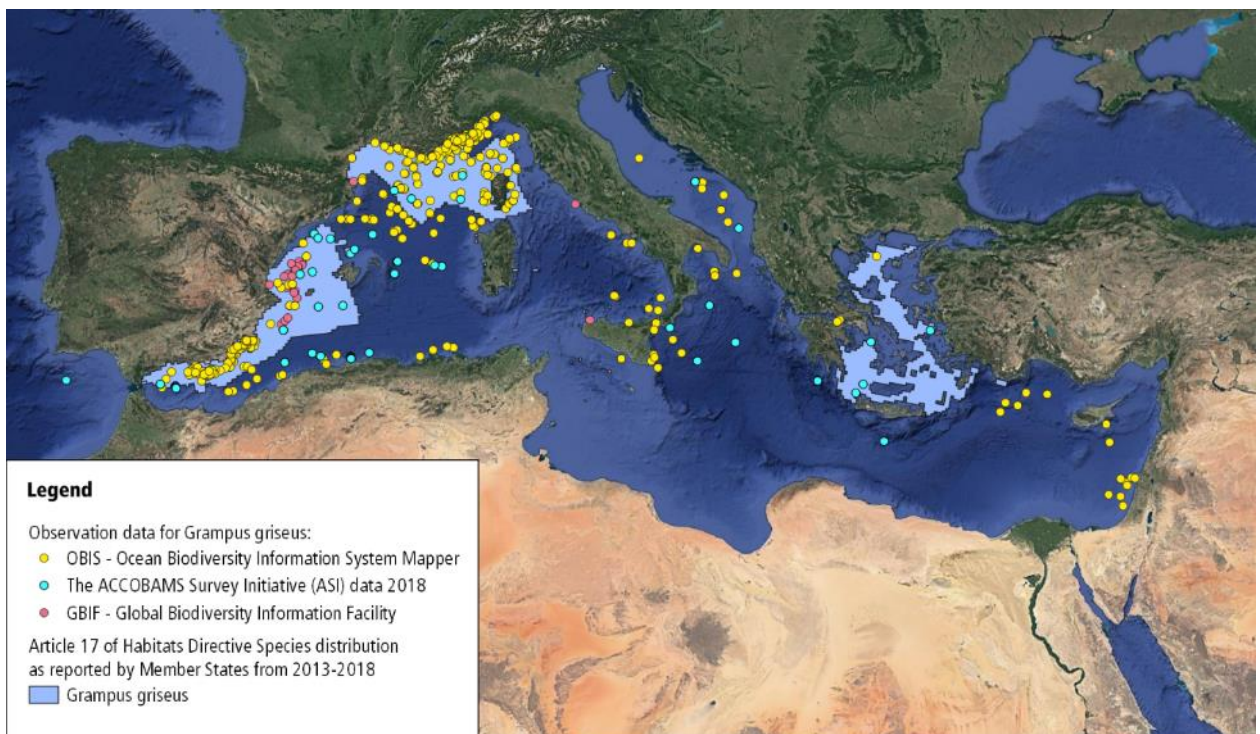 Legend
Observation data for Grampus griseus:
OBIS - Ocean Biodiversity Information System Mapper
The ACCOBAMS Survey Initiative (ASI) data 2018
GBIF - Global Biodiversity Information Facility
Article 17 of Habitats Directive Species distribution
as reported by Member States from 2013-2018
Grampus griseus